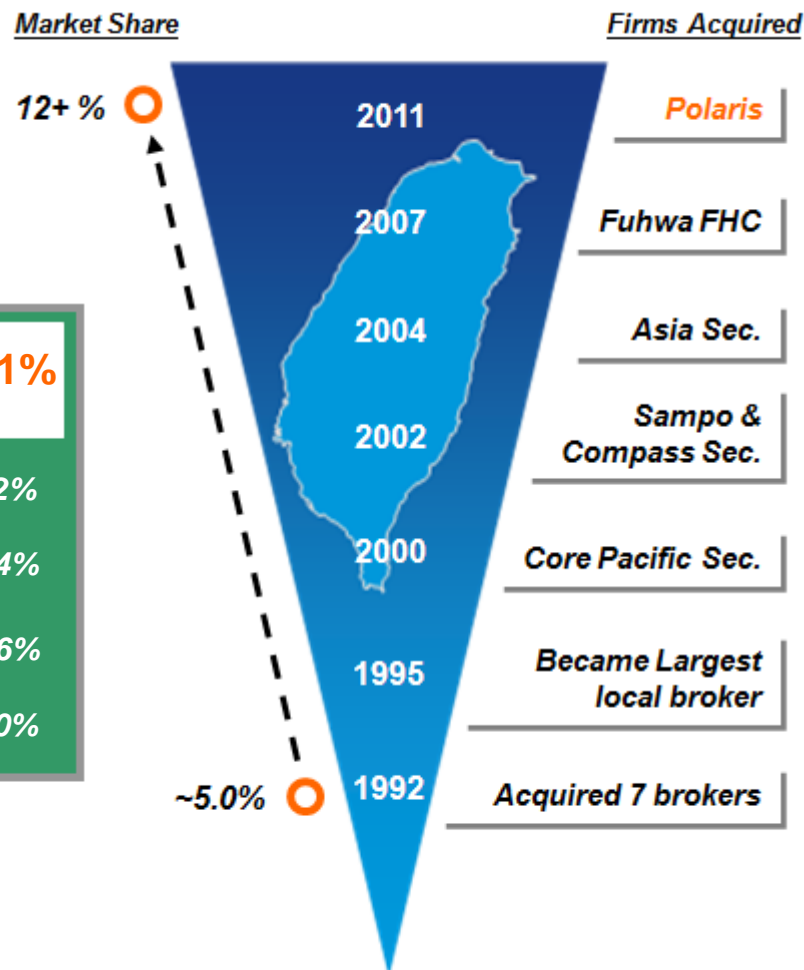 Market Share
Firms Acquired
12+ %
2011
Polaris
2007
Fuhwa FHC
2004
Asia Sec.
2002
Sampo &
Compass Sec.
2000
Core Pacific Sec.
1995
Became Largest
local broker
~5.0%
1992
Acquired 7 brokers
1%
2%
4%
6%
0%